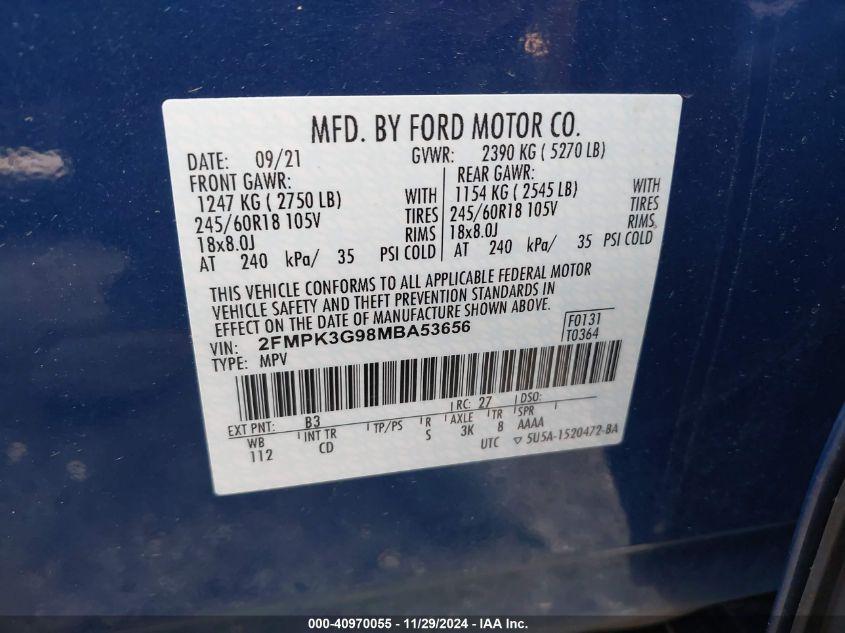 MFD. BY FORD MOTOR CO.
DATE: 09/21 GVWR: 2390 KG ( 5270 LB)
FRONT GAWR: REAR GAWR:
1247 KG ( 2750 LB) WITH 1154 KG ( 2545 LB) WITH
245/60R18 105V TIRES 245/60R18 105V TIRES
18x8.0J RIMS 18x8.0J RIMS
AT 240 kPa/ 35 PSI COLD AT 240 kPa/ 35 PSI COLD
THIS VEHICLE CONFORMS TO ALL APPLICABLE FEDERAL MOTOR
VEHICLE SAFETY AND THEFT PREVENTION STANDARDS IN
EFFECT ON THE DATE OF MANUFACTURE SHOWN ABOVE.
VIN: 2FMPK3G98MBA53656 F0131
TYPE: MPV T0364
EXT PNT: B3 RC: 27 DSO:
WB INT TR TP/PS R AXLE TR SPR
112 CD S 3K 8 AAAA
UTC 5U5A-1520472-BA
000-40970055 - 11/29/2024 - IAA Inc.